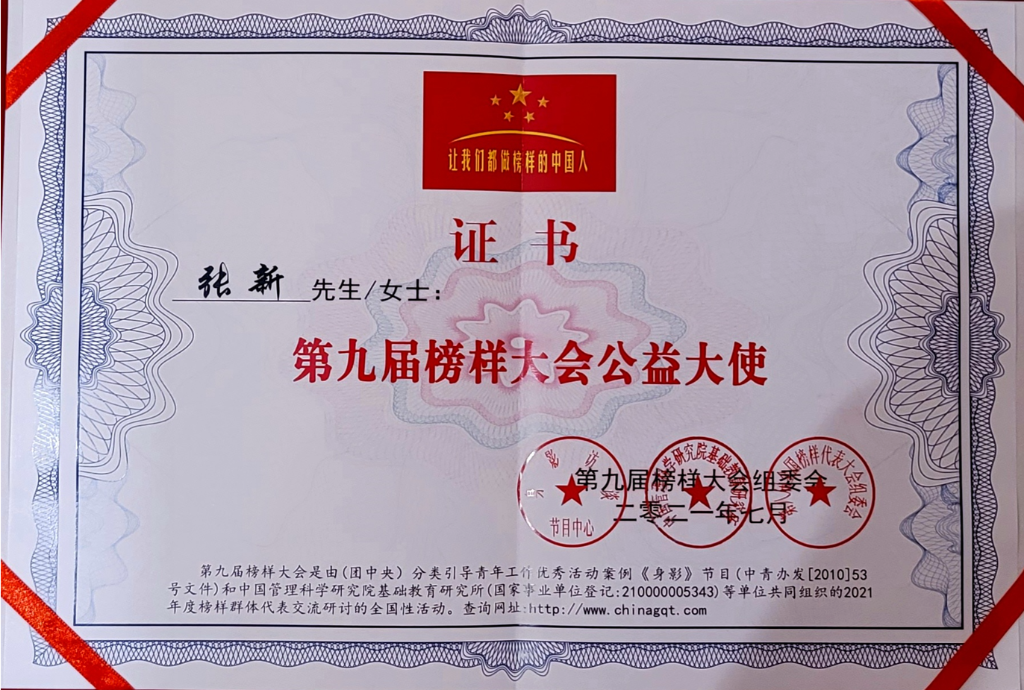 让我们都做榜样的中国人
证书
张新 先生/女士：
第九届榜样大会公益大使
第九届榜样大会组委会
二零二一年七月
节目中心
第九届榜样大会是由(团中央) 分类引导青年工作优秀活动案例《身影》节目(中青办发[2010]53
号文件)和中国管理科学研究院基础教育研究所(国家事业单位登记:210000005343)等单位共同组织的2021
年度榜样群体代表交流研讨的全国性活动。查询网址:http://www.chinagqt.com